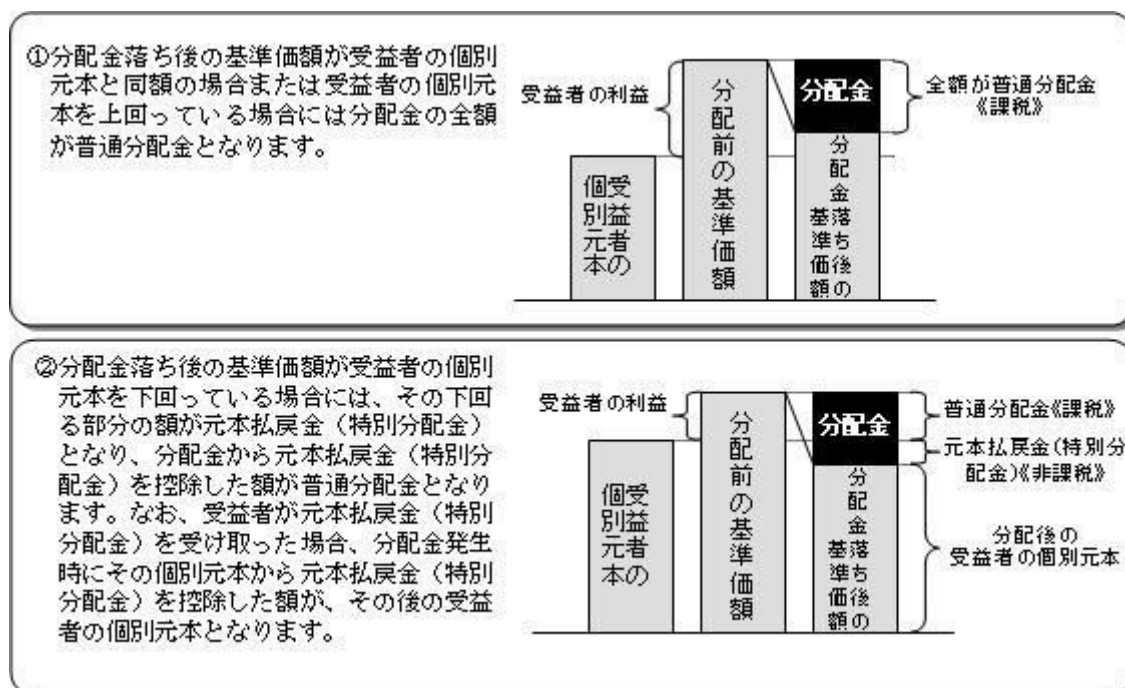 ①分配金落ち後の基準価額が受益者の個別
元本と同額の場合または受益者の個別元
本を上回っている場合には分配金の全額
が普通分配金となります。
受益者の利益
受益者の
個別元本
分配前の基準価額
分配金
分配金落ち後の
基準価額
全額が普通分配金
《課税》
②分配金落ち後の基準価額が受益者の個別
元本を下回っている場合には、その下回
る部分の額が元本払戻金（特別分配金）
となり、分配金から元本払戻金（特別分
配金）を控除した額が普通分配金となり
ます。なお、受益者が元本払戻金（特別
分配金）を受け取った場合、分配金発生
時にその個別元本から元本払戻金（特別
分配金）を控除した額が、その後の受益
者の個別元本となります。
受益者の利益
受益者の
個別元本
分配前の基準価額
分配金
分配金落ち後の
基準価額
普通分配金《課税》
元本払戻金(特別分
配金)《非課税》
分配後の
受益者の個別元本